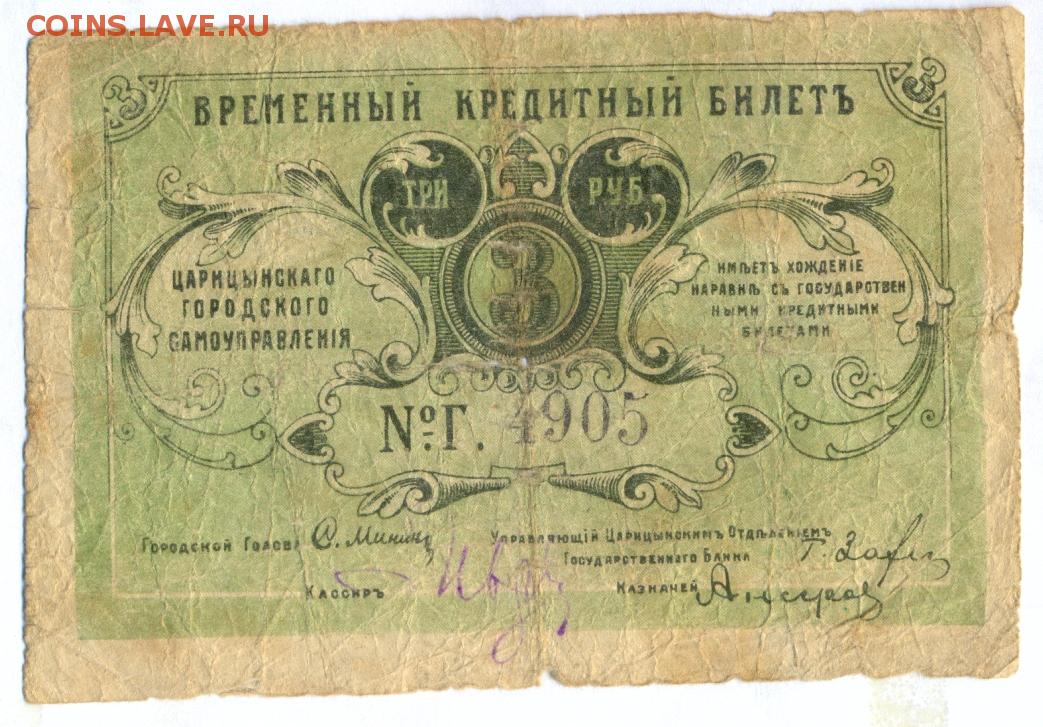 COINS.LAVE.RU
3 3
ВРЕМЕННЫЙ КРЕДИТНЫЙ БИЛЕТЪ
ТРИ РУБ.
3
ЦАРИЦЫНСКАГО
ГОРОДСКОГО
САМОУПРАВЛЕНІЯ
ИМѢЕТЪ ХОЖДЕНІЕ
НАРАВНѢ СЪ ГОСУДАРСТВЕН
НЫМИ КРЕДИТНЫМИ
БИЛЕТАМИ
№ Г. 4905
ГОРОДСКОЙ ГОЛОВА С. Мининъ
УПРАВЛЯЮЩІЙ ЦАРИЦЫНСКИМЪ ОТДѢЛЕНІЕМЪ
ГОСУДАРСТВЕННАГО БАНКА
КАССИРЪ
КАЗНАЧЕЙ